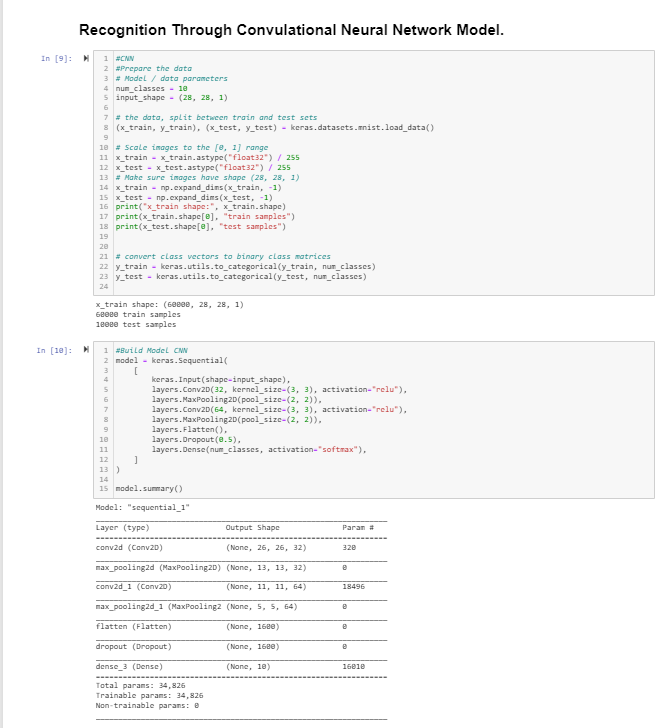 Recognition Through Convulational Neural Network Model.
In [9]:
1 #CNN
2 #Prepare the data
3 # Model / data parameters
4 num_classes = 10
5 input_shape = (28, 28, 1)
6
7 # the data, split between train and test sets
8 (x_train, y_train), (x_test, y_test) = keras.datasets.mnist.load_data()
9
10 # Scale images to the [0, 1] range
11 x_train = x_train.astype("float32") / 255
12 x_test = x_test.astype("float32") / 255
13 # Make sure images have shape (28, 28, 1)
14 x_train = np.expand_dims(x_train, -1)
15 x_test = np.expand_dims(x_test, -1)
16 print("x_train shape:", x_train.shape)
17 print(x_train.shape[0], "train samples")
18 print(x_test.shape[0], "test samples")
19
20
21 # convert class vectors to binary class matrices
22 y_train = keras.utils.to_categorical(y_train, num_classes)
23 y_test = keras.utils.to_categorical(y_test, num_classes)
24
x_train shape: (60000, 28, 28, 1)
60000 train samples
10000 test samples
In [10]:
1 #Build Model CNN
2 model = keras.Sequential(
3 [
4 keras.Input(shape=input_shape),
5 layers.Conv2D(32, kernel_size=(3, 3), activation="relu"),
6 layers.MaxPooling2D(pool_size=(2, 2)),
7 layers.Conv2D(64, kernel_size=(3, 3), activation="relu"),
8 layers.MaxPooling2D(pool_size=(2, 2)),
9 layers.Flatten(),
10 layers.Dropout(0.5),
11 layers.Dense(num_classes, activation="softmax"),
12 ]
13 )
14
15 model.summary()
Model: "sequential_1"
Layer (type) Output Shape Param #
conv2d (Conv2D) (None, 26, 26, 32) 320
max_pooling2d (MaxPooling2D) (None, 13, 13, 32) 0
conv2d_1 (Conv2D) (None, 11, 11, 64) 18496
max_pooling2d_1 (MaxPooling2 (None, 5, 5, 64) 0
flatten (Flatten) (None, 1600) 0
dropout (Dropout) (None, 1600) 0
dense_3 (Dense) (None, 10) 16010
Total params: 34,826
Trainable params: 34,826
Non-trainable params: 0